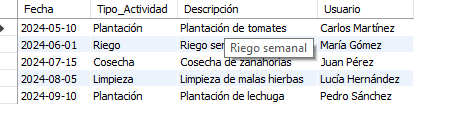 Fecha Tipo_Actividad Descripción Usuario
2024-05-10 Plantación Plantación de tomates Carlos Martínez
2024-06-01 Riego Riego María Gómez
Riego semanal
2024-07-15 Cosecha Cosecha de zanahorias Juan Pérez
2024-08-05 Limpieza Limpieza de malas hierbas Lucía Hernández
2024-09-10 Plantación Plantación de lechuga Pedro Sánchez